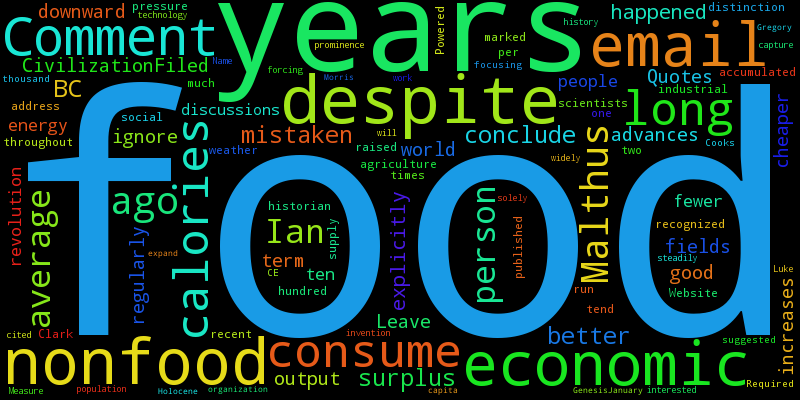 downward
pressure
technology
years
Powered
history
happened
distinction
Comment
prominence
marked
per
focusing
email
Gregory
capture
CivilizationFiled
Name
forcing
Morris
work
people
Quotes
accumulated
thousand
BC
much
despite
scientists
industrial
long
cheaper
address
social
discussions
energy
ignore
mistaken
will
conclude
one
advances
throughout
weather
raised
world
widely
two
Cooks
agriculture
times
food
revolution
average
ago
calories
historian
Ian
supply
term
CE
ten
hundred
explicitly
person
solely
published
Malthus
fewer
recognized
fields
steadily
good
Website
Luke
increases
regularly
expand
run
tend
cited
Clark
recent
Leave
invention
better
suggested
nonfood
consume
economic
output
surplus
Measure
population
Holocene
organization
capita
GenesisJanuary
interested
Required